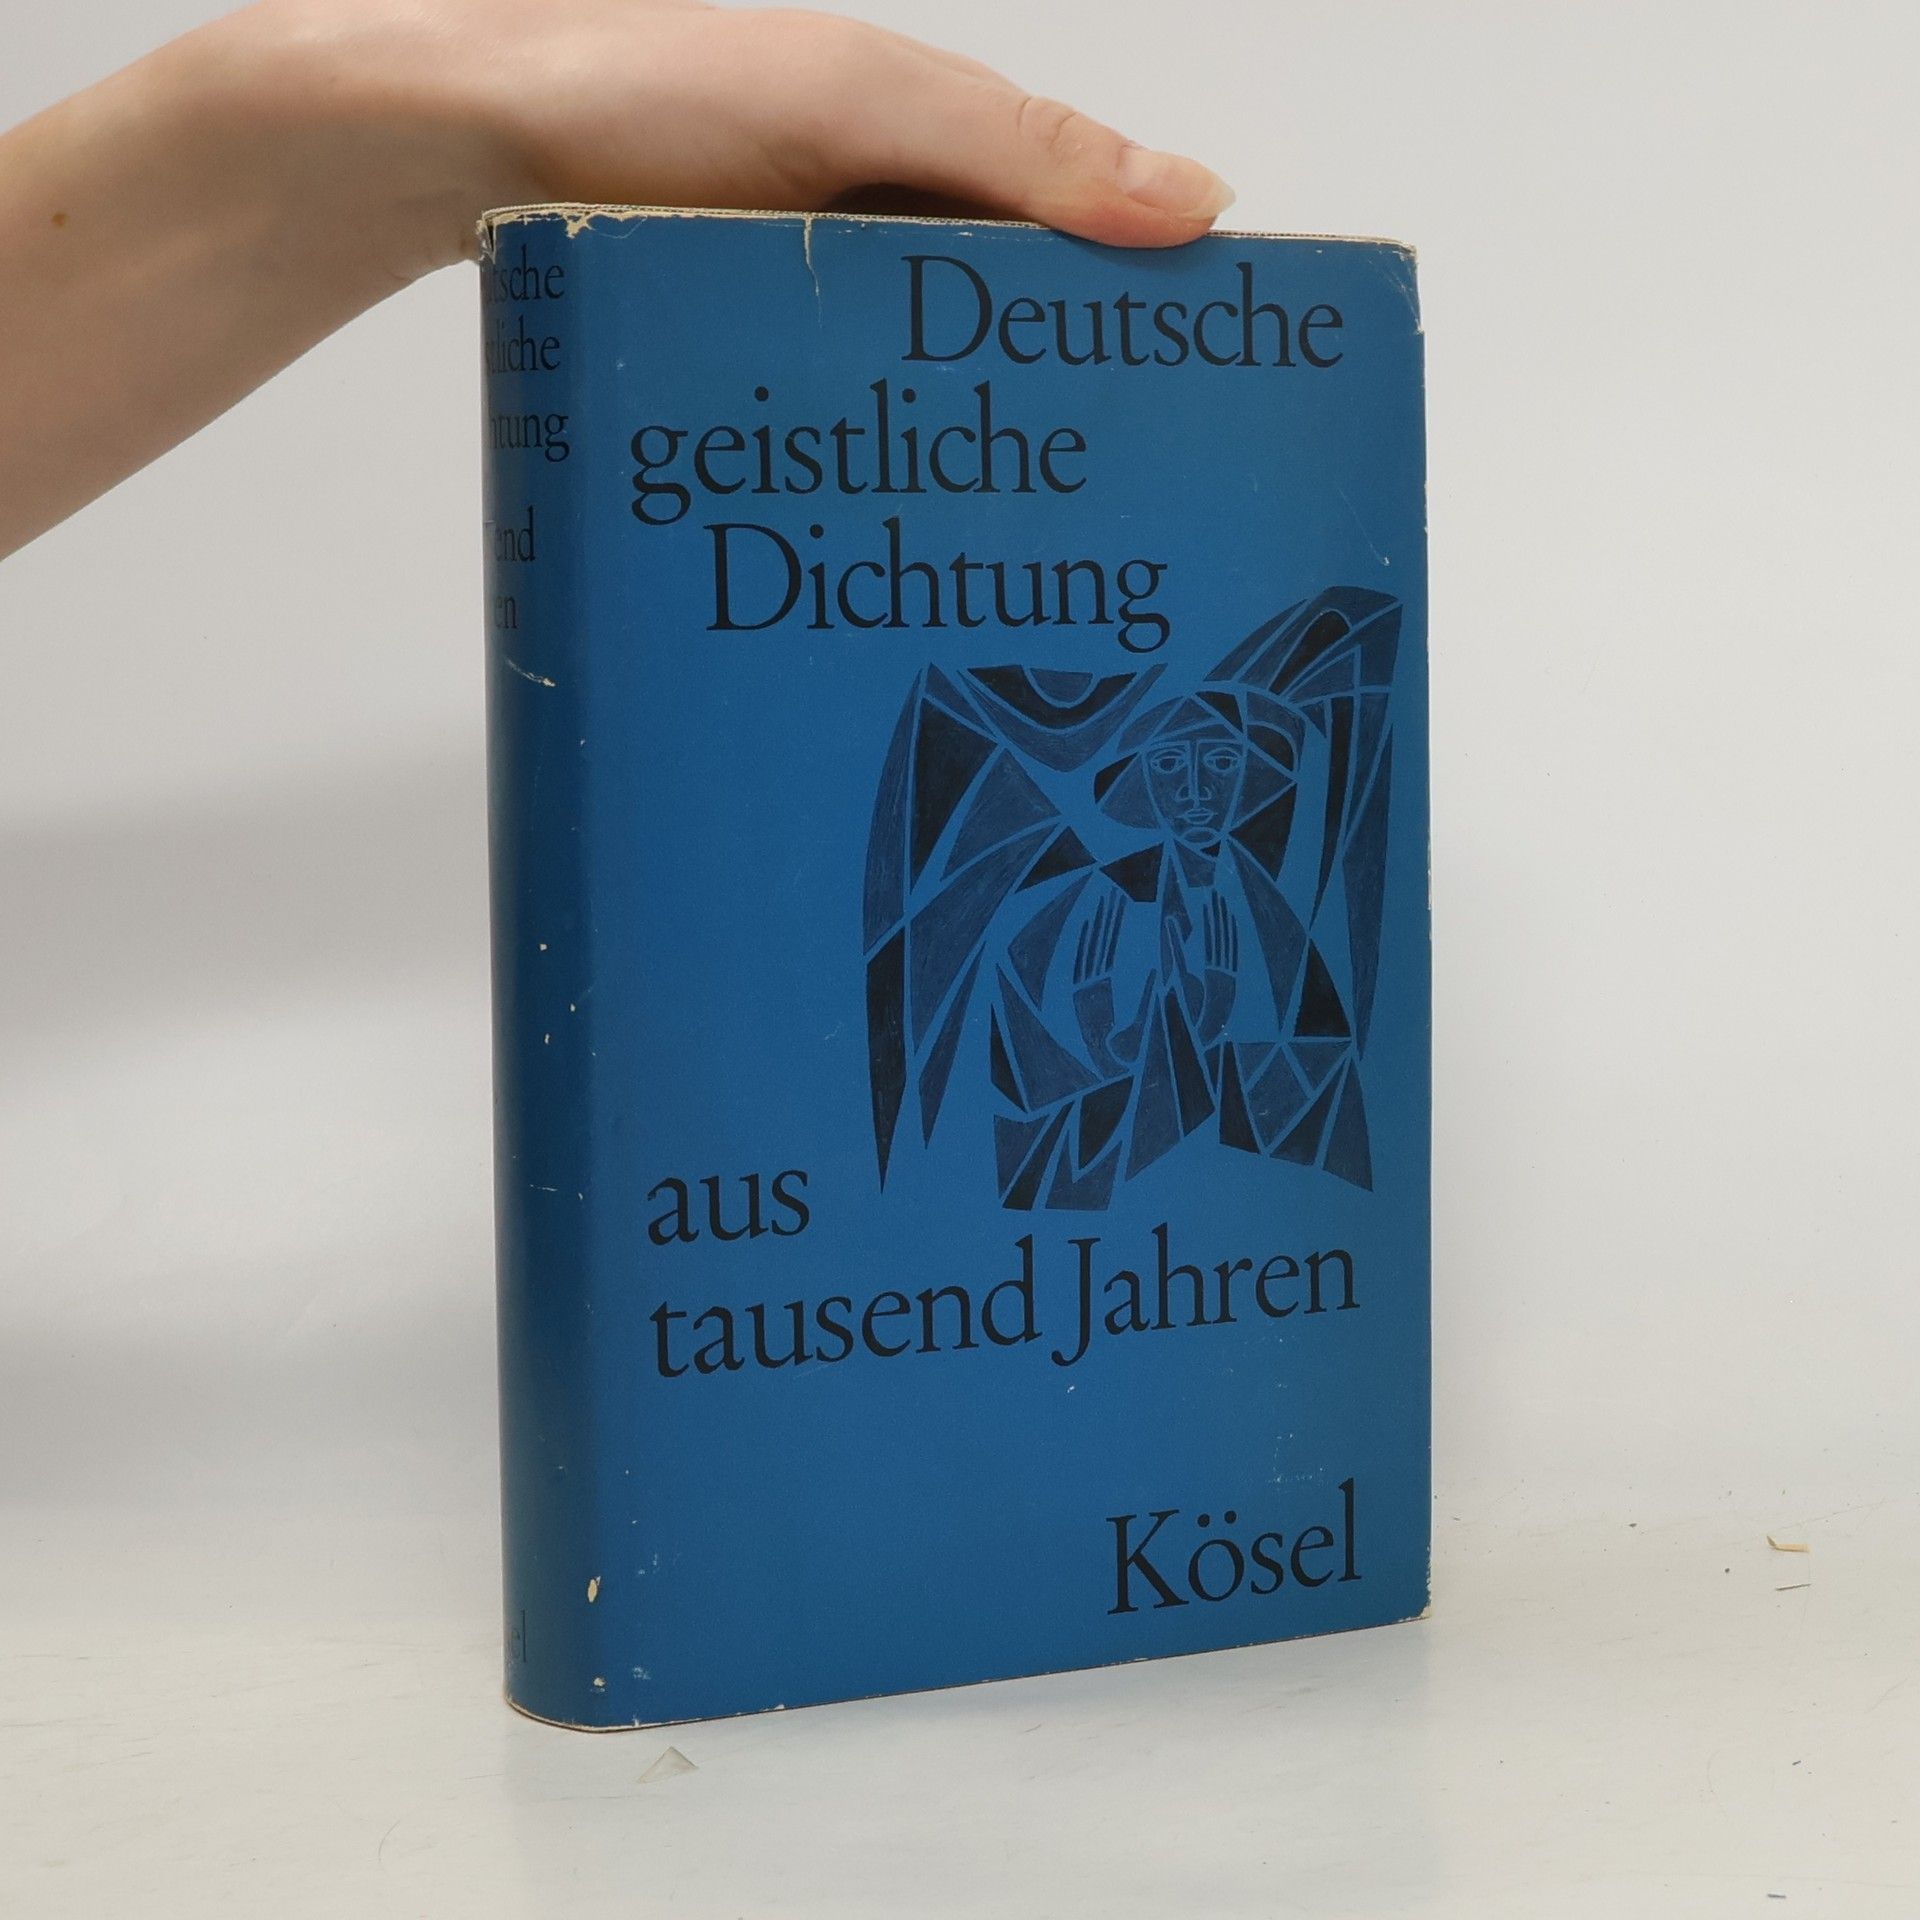 Deutsche
geistliche
Dichtung
aus
tausend Jahren
Kösel